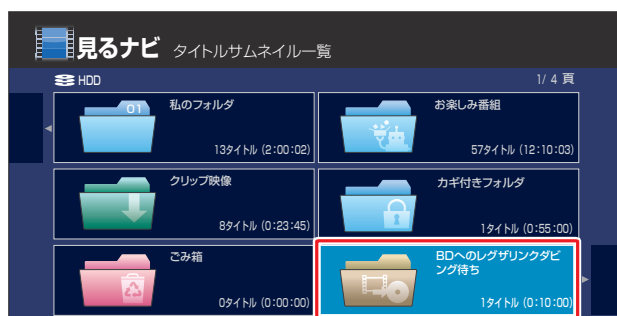 見るナビ タイトルサムネイル一覧
HDD 1/ 4 頁
01
私のフォルダ
13タイトル (2:00:02)
お楽しみ番組
57タイトル (12:10:03)
クリップ映像
8タイトル (0:23:45)
カギ付きフォルダ
1タイトル (0:55:00)
ごみ箱
0タイトル (0:00:00)
BDへのレグザリンクダビ
ング待ち
1タイトル (0:10:00)